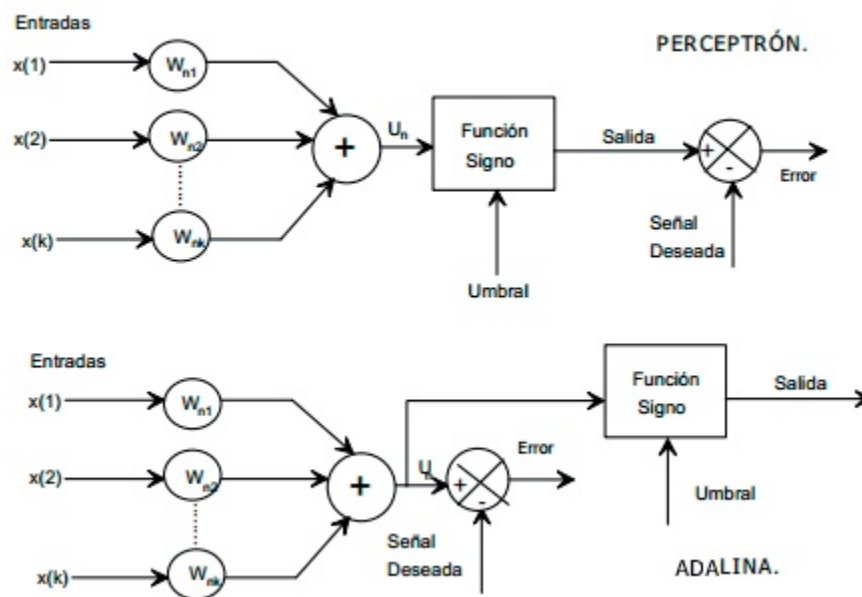 Entradas
PERCEPTRÓN.
x(1)
Wn1
x(2)
Wn2
x(k)
Wnk
+
Un
Función
Signo
Salida
+
-
Error
Señal
Deseada
Umbral
Entradas
x(1)
Wn1
x(2)
Wn2
x(k)
Wnk
+
Un
+
-
Error
Señal
Deseada
Función
Signo
Salida
Umbral
ADALINA.